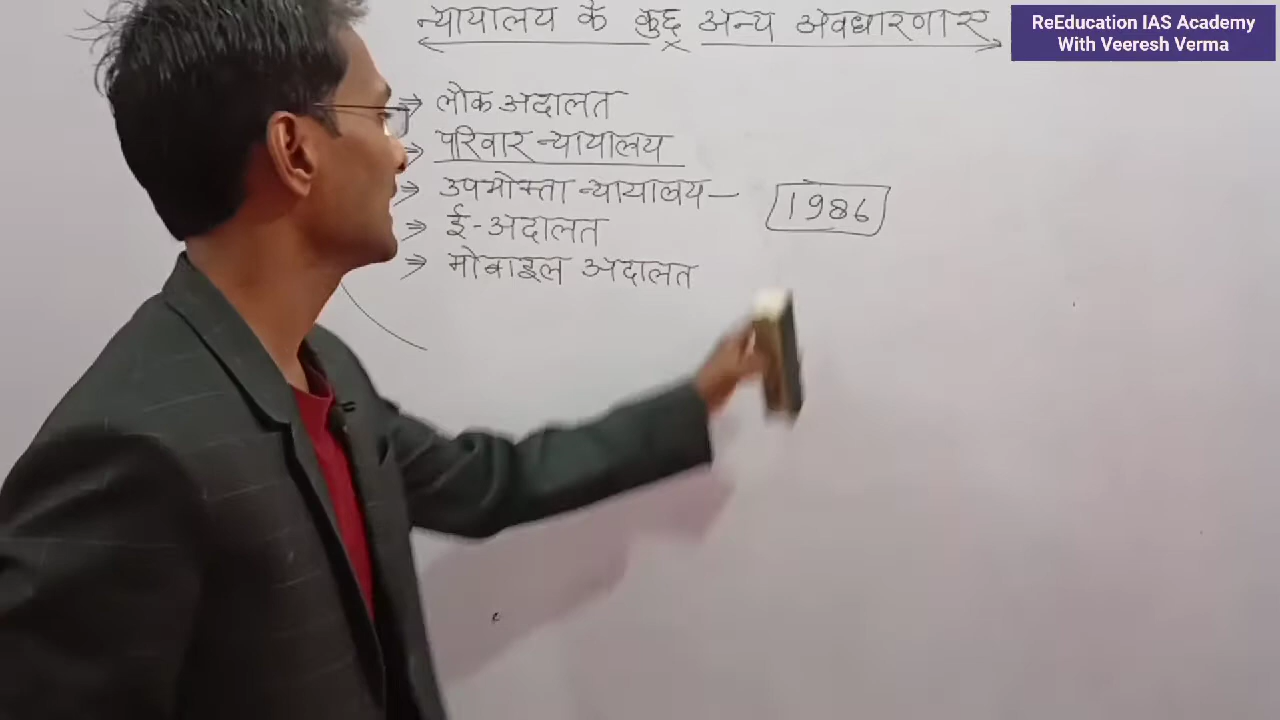 न्यायालय के कुछ अन्य अवधारणाए
ReEducation IAS Academy
With Veeresh Verma
⇒ लोक अदालत
⇒ परिवार न्यायालय
⇒ उपभोक्ता न्यायालय – 1986
⇒ ई-अदालत
⇒ मोबाइल अदालत